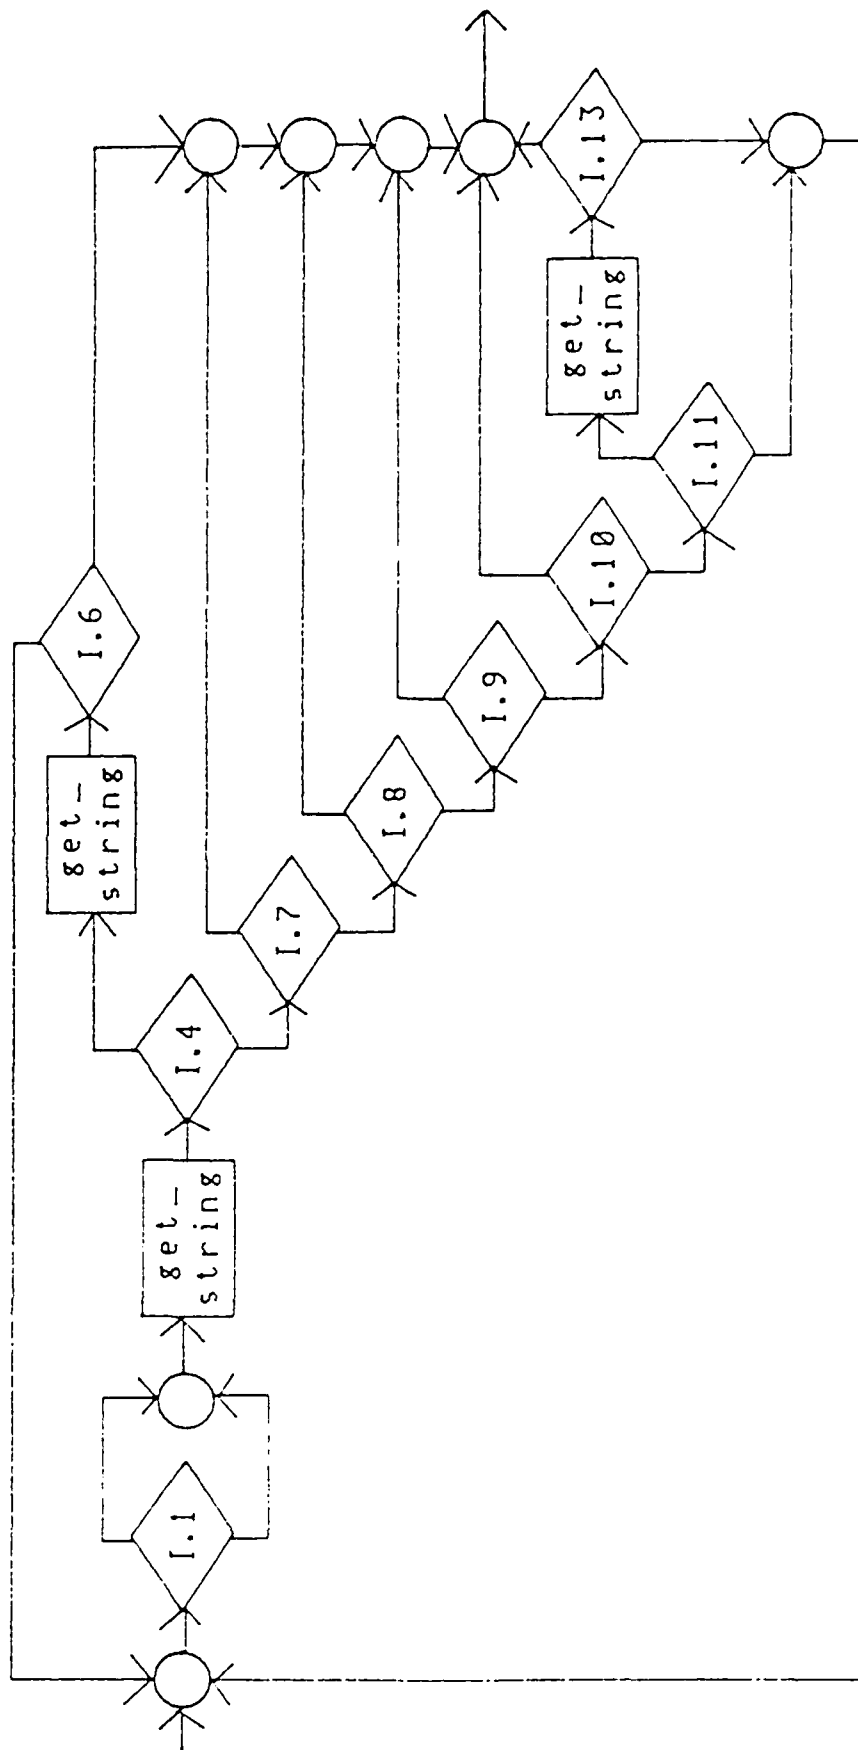 I.1
get_
string
I.4
get_
string
I.6
I.7
I.8
I.9
I.10
I.11
get_
string
I.13